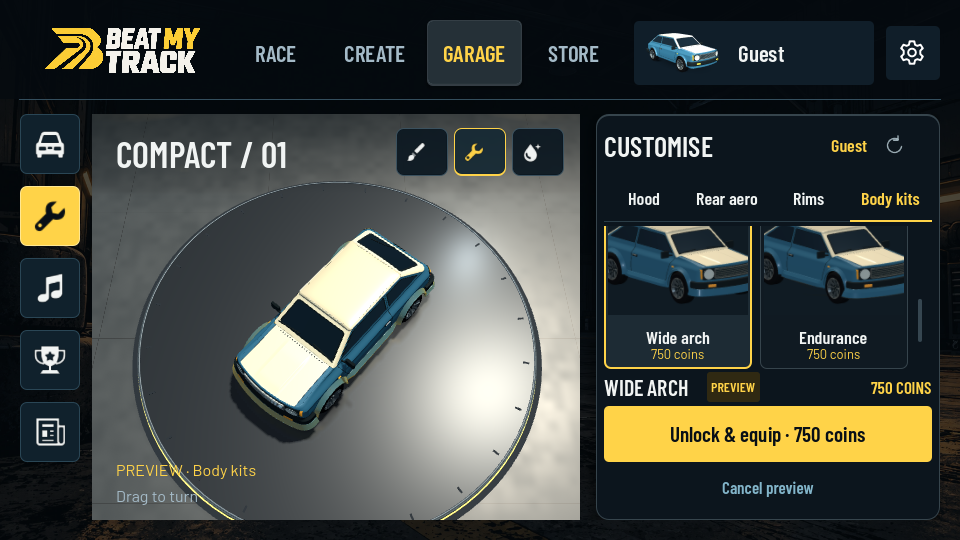 BEAT MY
TRACK
RACE
CREATE
GARAGE
STORE
Guest
COMPACT / 01
PREVIEW · Body kits
Drag to turn
CUSTOMISE
Guest
Hood
Rear aero
Rims
Body kits
Wide arch
750 coins
Endurance
750 coins
WIDE ARCH
PREVIEW
750 COINS
Unlock & equip · 750 coins
Cancel preview